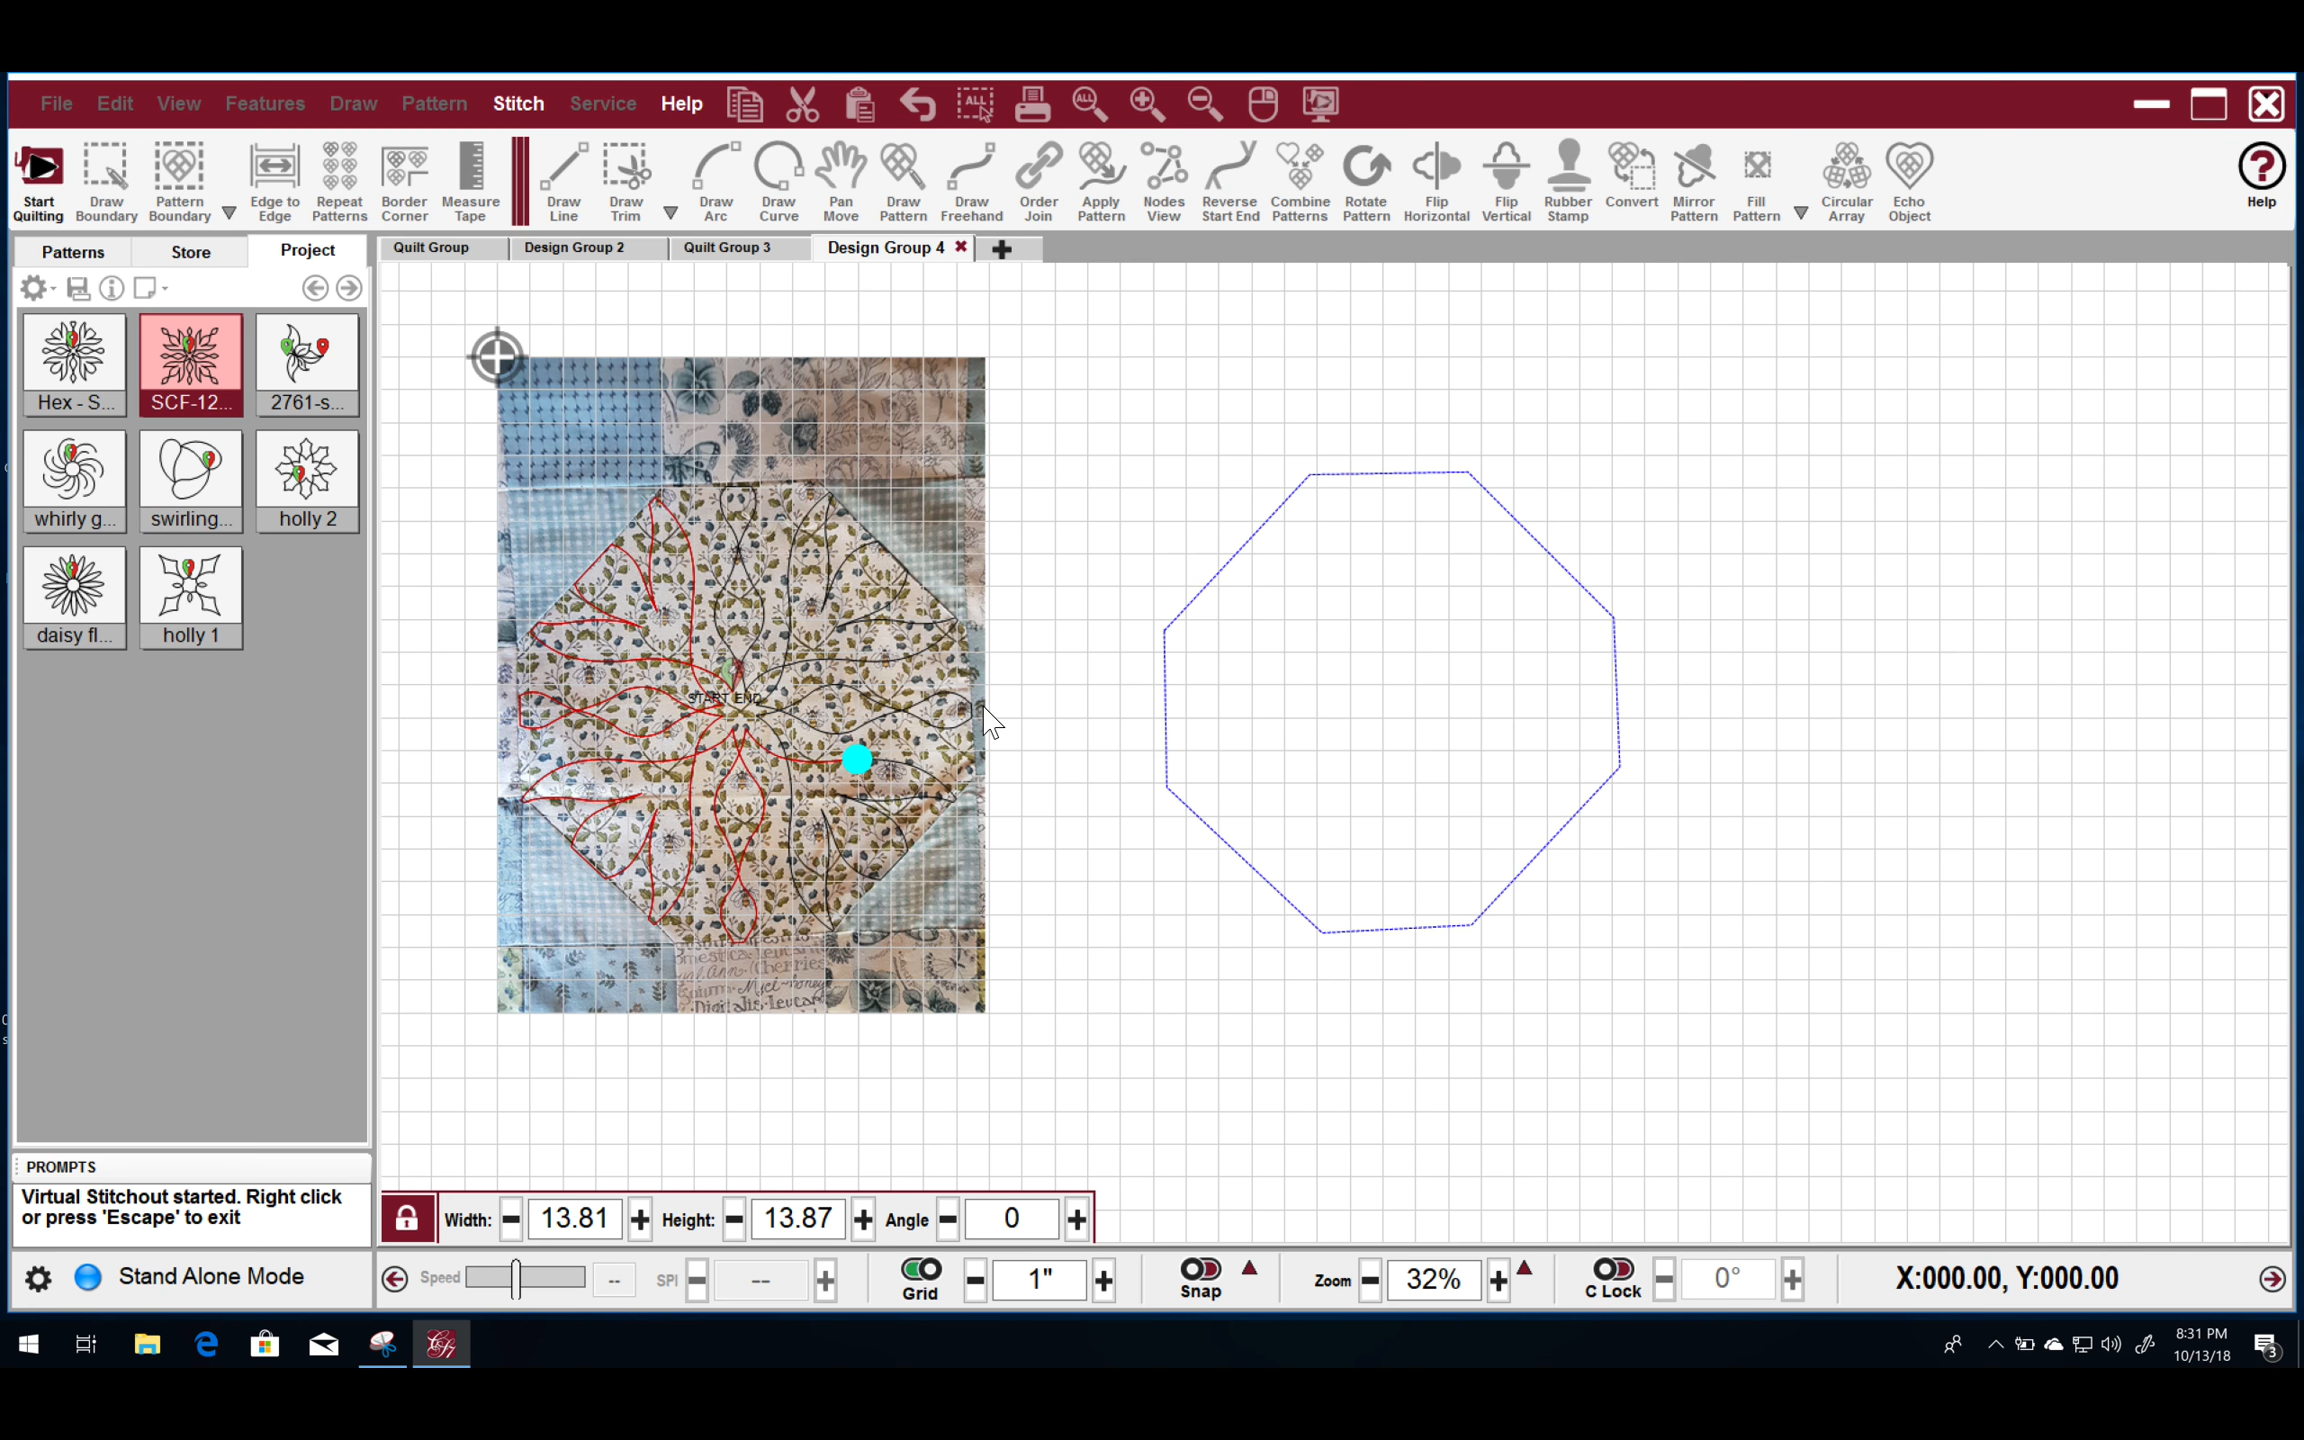 File Edit View Features Draw Pattern Stitch Service Help
ALL
ALL
Start Quilting
Draw Boundary
Pattern Boundary
Edge to Edge
Repeat Patterns
Border Corner
Measure Tape
Draw Line
Draw Trim
Draw Arc
Draw Curve
Pan Move
Draw Pattern
Draw Freehand
Order Join
Apply Pattern
Nodes View
Reverse Start End
Combine Patterns
Rotate Pattern
Flip Horizontal
Flip Vertical
Rubber Stamp
Convert
Mirror Pattern
Fill Pattern
Circular Array
Echo Object
Help
Patterns Store Project
Quilt Group Design Group 2 Quilt Group 3 Design Group 4
Hex - S... SCF-12... 2761-s...
whirly g... swirling... holly 2
daisy fl... holly 1
START END
PROMPTS
Virtual Stitchout started. Right click
or press 'Escape' to exit
Width: 13.81 Height: 13.87 Angle 0
Stand Alone Mode
Speed -- SPI -- Grid 1" Snap Zoom 32% C Lock 0° X:000.00, Y:000.00
8:31 PM
10/13/18
3